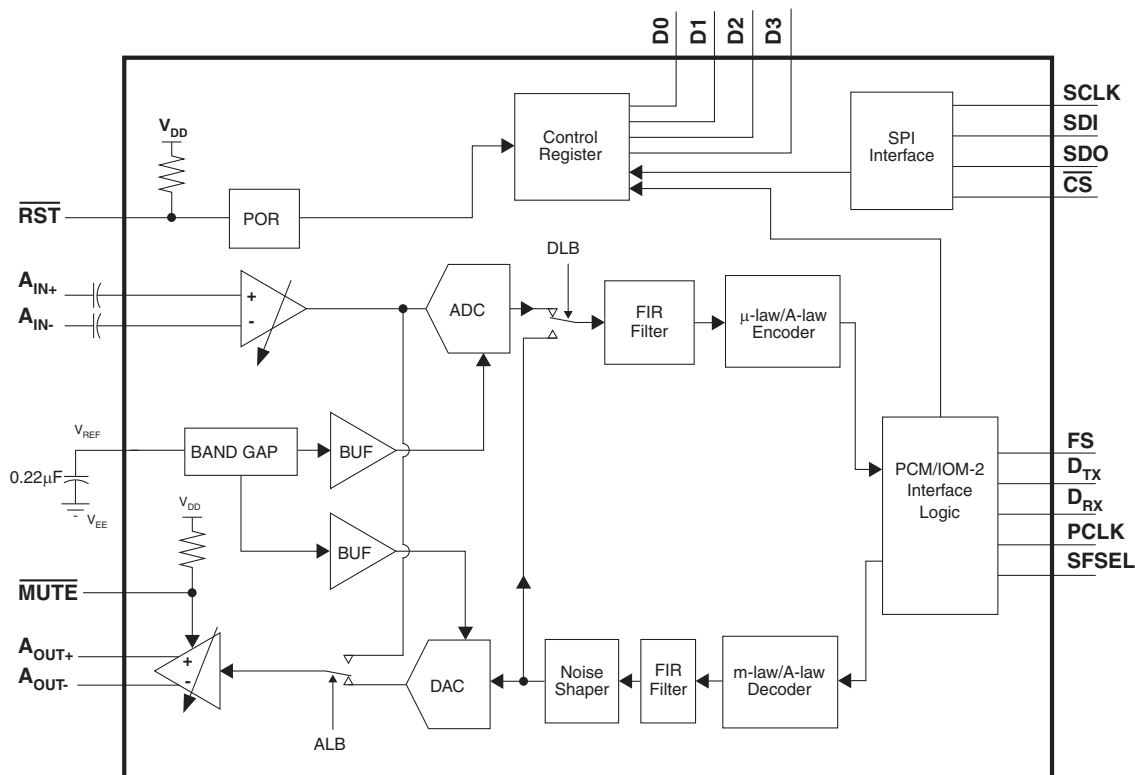 D0
D1
D2
D3
SCLK
SDI
SDO
CS
SPI
Interface
Control
Register
VDD
RST
POR
AIN+
AIN-
+
-
ADC
DLB
FIR
Filter
μ-law/A-law
Encoder
VREF
BAND GAP
BUF
0.22μF
VEE
VDD
BUF
PCM/IOM-2
Interface
Logic
FS
DTX
DRX
PCLK
SFSEL
MUTE
AOUT+
AOUT-
+
-
ALB
DAC
Noise
Shaper
FIR
Filter
m-law/A-law
Decoder